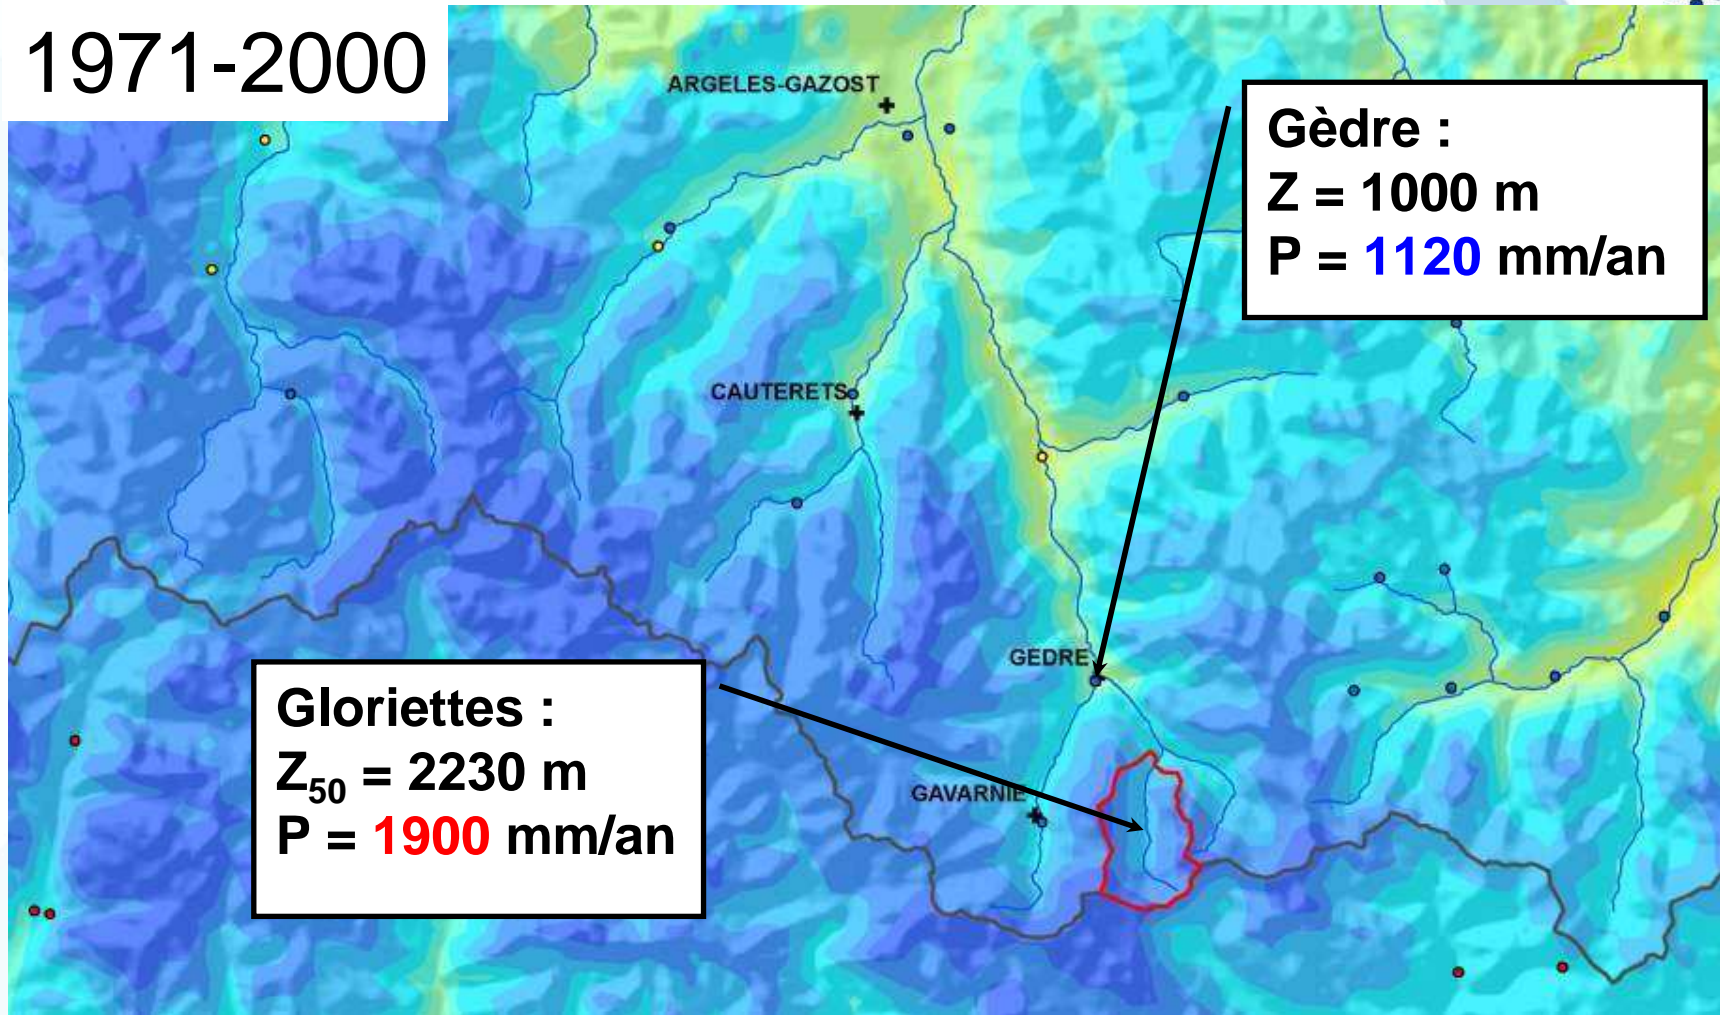 1971-2000
ARGELES-GAZOST
Gèdre :
Z = 1000 m
P = 1120 mm/an
CAUTERETS
GEDRE
Gloriettes :
Z₅₀ = 2230 m
P = 1900 mm/an
GAVARNIE